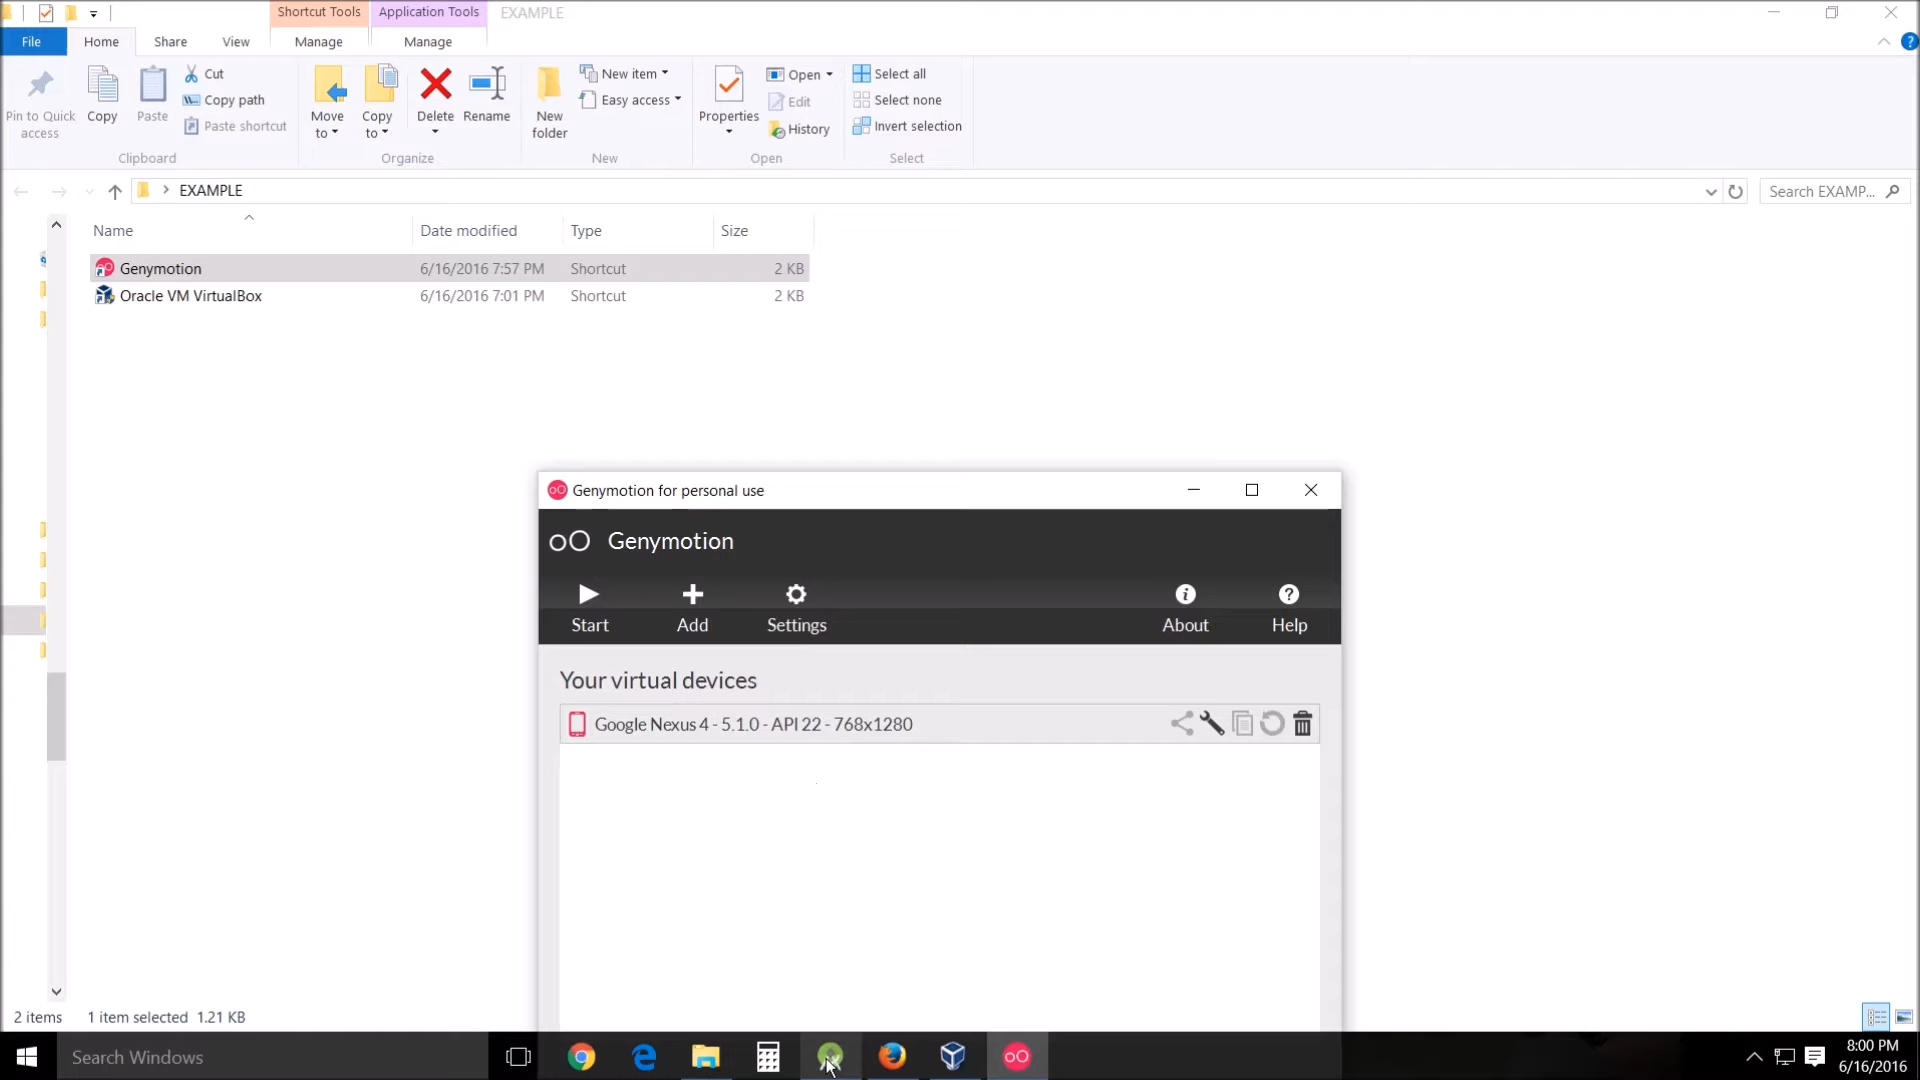 Shortcut Tools Application Tools EXAMPLE
File Home Share View Manage Manage
Pin to Quick access
Copy
Paste
Cut
Copy path
Paste shortcut
Clipboard
Move to
Copy to
Delete
Rename
Organize
New folder
New item
Easy access
New
Properties
Open
Edit
History
Open
Select all
Select none
Invert selection
Select
EXAMPLE
Search EXAMP...
Name Date modified Type Size
Genymotion 6/16/2016 7:57 PM Shortcut 2 KB
Oracle VM VirtualBox 6/16/2016 7:01 PM Shortcut 2 KB
Genymotion for personal use
oO Genymotion
Start Add Settings About Help
Your virtual devices
Google Nexus 4 - 5.1.0 - API 22 - 768x1280
2 items 1 item selected 1.21 KB
Search Windows
8:00 PM
6/16/2016